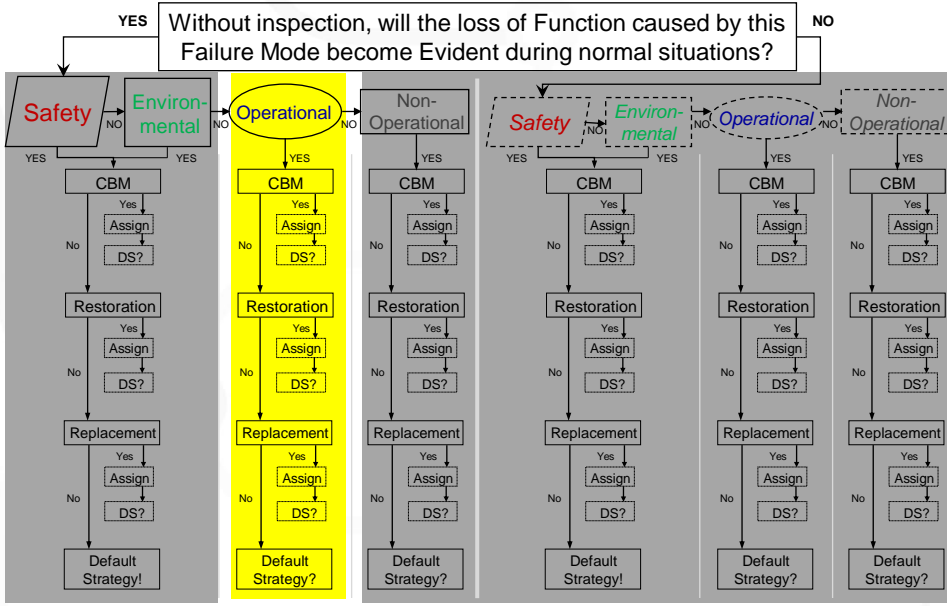 YES
Without inspection, will the loss of Function caused by this
NO
Failure Mode become Evident during normal situations?
Safety
NO
Environ-
mental
NO
Operational
NO
Non-
Operational
Safety
NO
Environ-
mental
NO
Operational
NO
Non-
Operational
YES
YES
YES
YES
YES
YES
YES
CBM
Yes
Assign
No
DS?
Restoration
Yes
Assign
No
DS?
Replacement
Yes
Assign
No
DS?
Default
Strategy!
CBM
Yes
Assign
No
DS?
Restoration
Yes
Assign
No
DS?
Replacement
Yes
Assign
No
DS?
Default
Strategy?
CBM
Yes
Assign
No
DS?
Restoration
Yes
Assign
No
DS?
Replacement
Yes
Assign
No
DS?
Default
Strategy?
CBM
Yes
Assign
No
DS?
Restoration
Yes
Assign
No
DS?
Replacement
Yes
Assign
No
DS?
Default
Strategy!
CBM
Yes
Assign
No
DS?
Restoration
Yes
Assign
No
DS?
Replacement
Yes
Assign
No
DS?
Default
Strategy?
CBM
Yes
Assign
No
DS?
Restoration
Yes
Assign
No
DS?
Replacement
Yes
Assign
No
DS?
Default
Strategy?